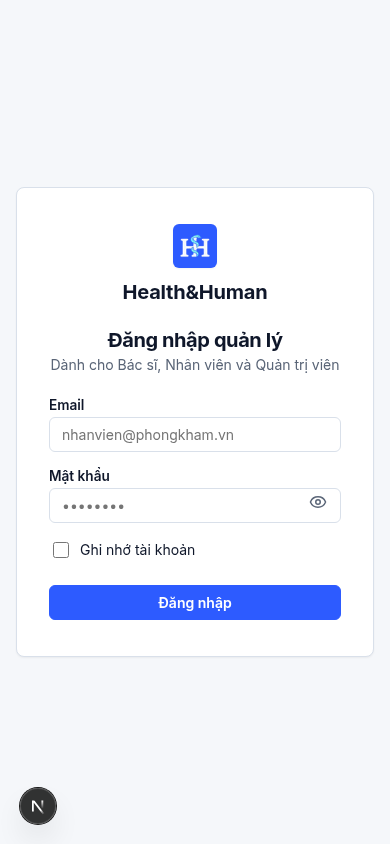 HH
Health&Human
Đăng nhập quản lý
Dành cho Bác sĩ, Nhân viên và Quản trị viên
Email
nhanvien@phongkham.vn
Mật khẩu
••••••••
Ghi nhớ tài khoản
Đăng nhập
N